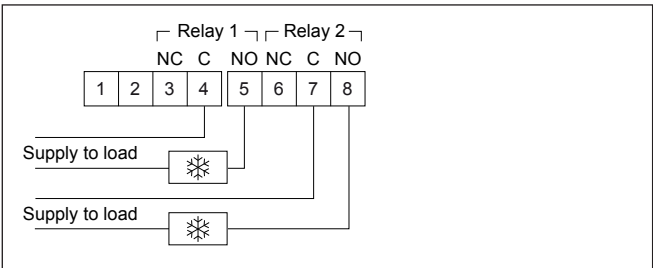 Relay 1 Relay 2
NC C NO NC C NO
1 2 3 4 5 6 7 8
Supply to load
Supply to load